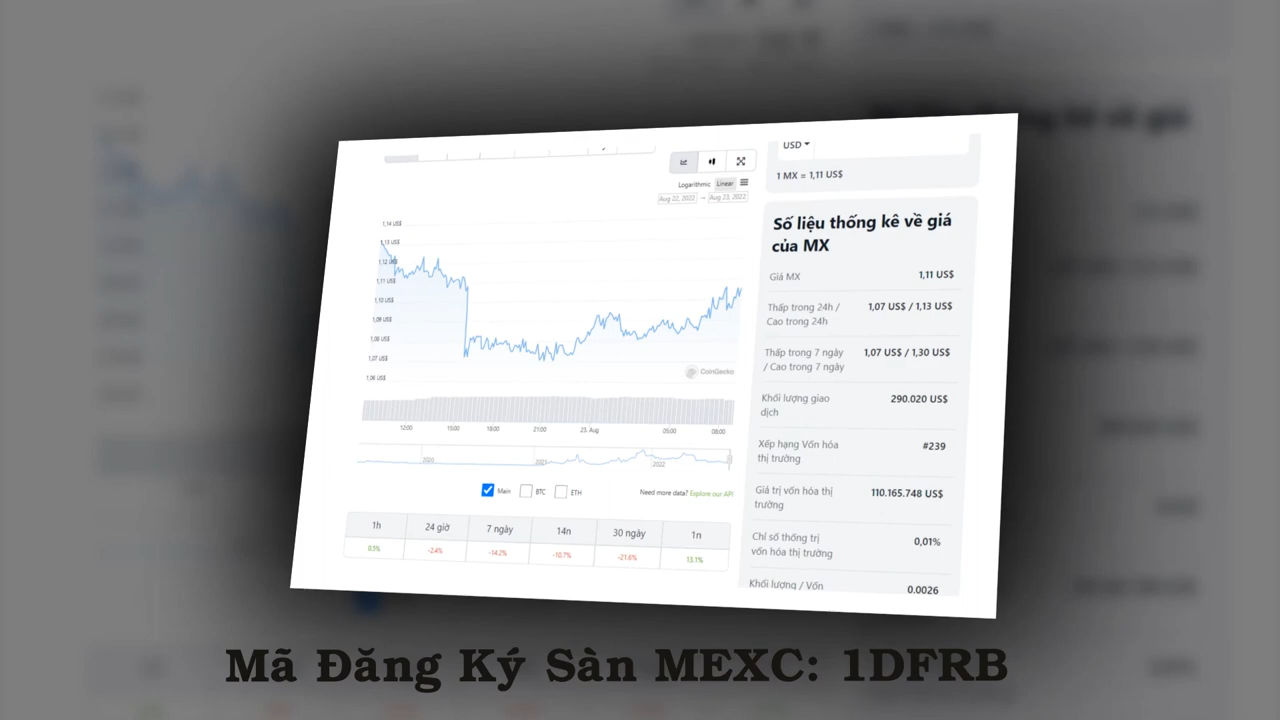 USD
1 MX = 1,11 US$
Logarithmic Linear
Aug 22, 2022 → Aug 23, 2022
Số liệu thống kê về giá
của MX
1,14 US$
1,13 US$
1,12 US$
1,11 US$
1,10 US$
1,09 US$
1,08 US$
1,07 US$
1,06 US$
CoinGecko
12:00 15:00 18:00 21:00 23. Aug 05:00 08:00
2020 2021 2022
Main BTC ETH
Need more data? Explore our API
1h 24 giờ 7 ngày 14n 30 ngày 1n
0.5% -2.4% -14.2% -10.7% -21.6% 13.1%
Giá MX 1,11 US$
Thấp trong 24h / 1,07 US$ / 1,13 US$
Cao trong 24h
Thấp trong 7 ngày 1,07 US$ / 1,30 US$
/ Cao trong 7 ngày
Khối lượng giao 290.020 US$
dịch
Xếp hạng Vốn hóa #239
thị trường
Giá trị vốn hóa thị 110.165.748 US$
trường
Chỉ số thống trị 0,01%
vốn hóa thị trường
Khối lượng / Vốn 0.0026
Mã Đăng Ký Sàn MEXC: 1DFRB